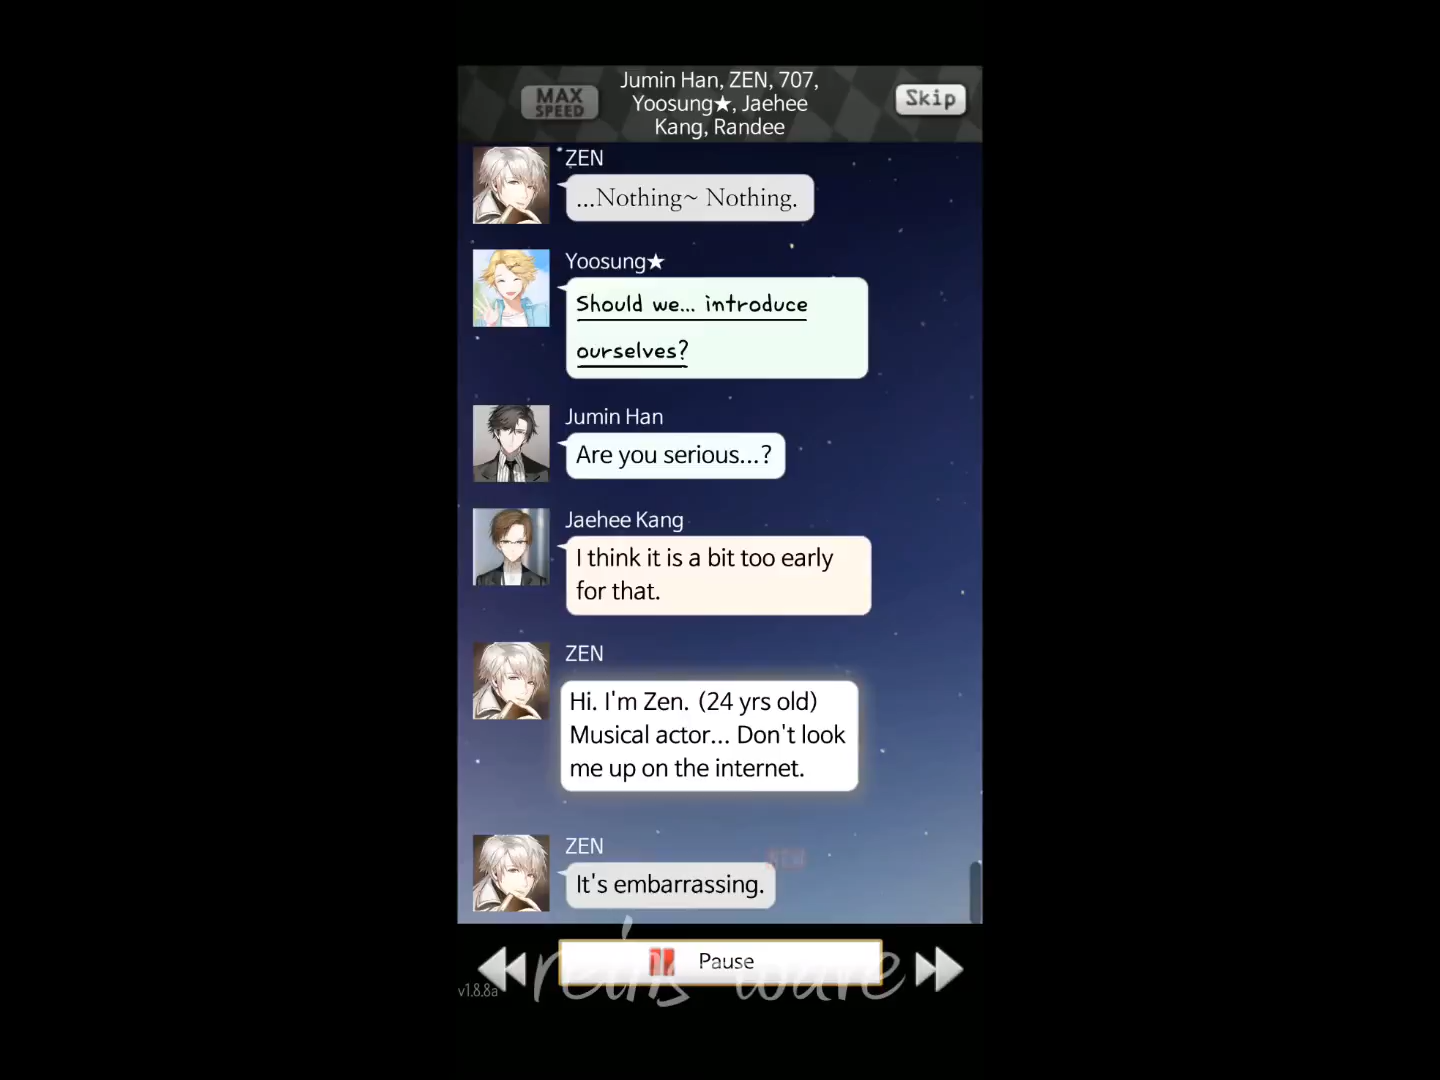 MAX
SPEED
Jumin Han, ZEN, 707,
Yoosung★, Jaehee
Kang, Randee
Skip
ZEN
...Nothing~ Nothing.
Yoosung★
Should we... introduce
ourselves?
Jumin Han
Are you serious...?
Jaehee Kang
I think it is a bit too early
for that.
ZEN
Hi. I'm Zen. (24 yrs old)
Musical actor... Don't look
me up on the internet.
ZEN
NEW
It's embarrassing.
Pause
v1.8.8a